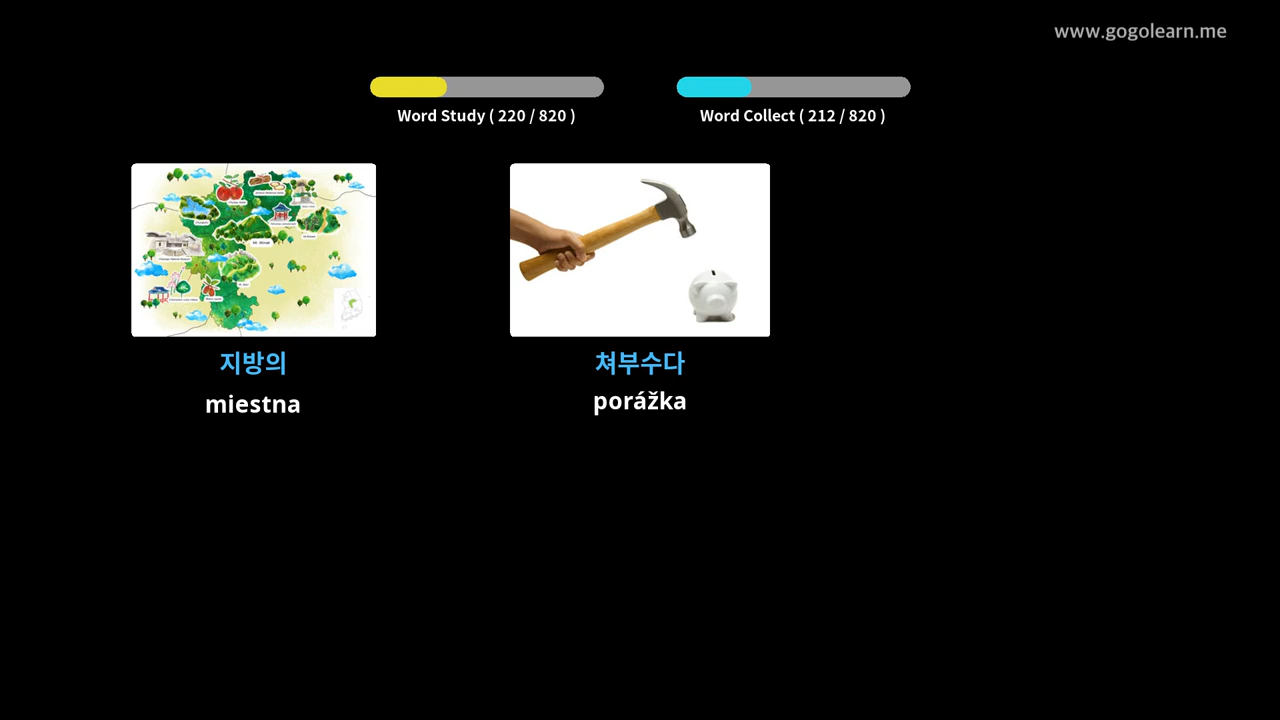 www.gogolearn.me
Word Study ( 220 / 820 )
Word Collect ( 212 / 820 )
지방의
쳐부수다
miestna
porážka